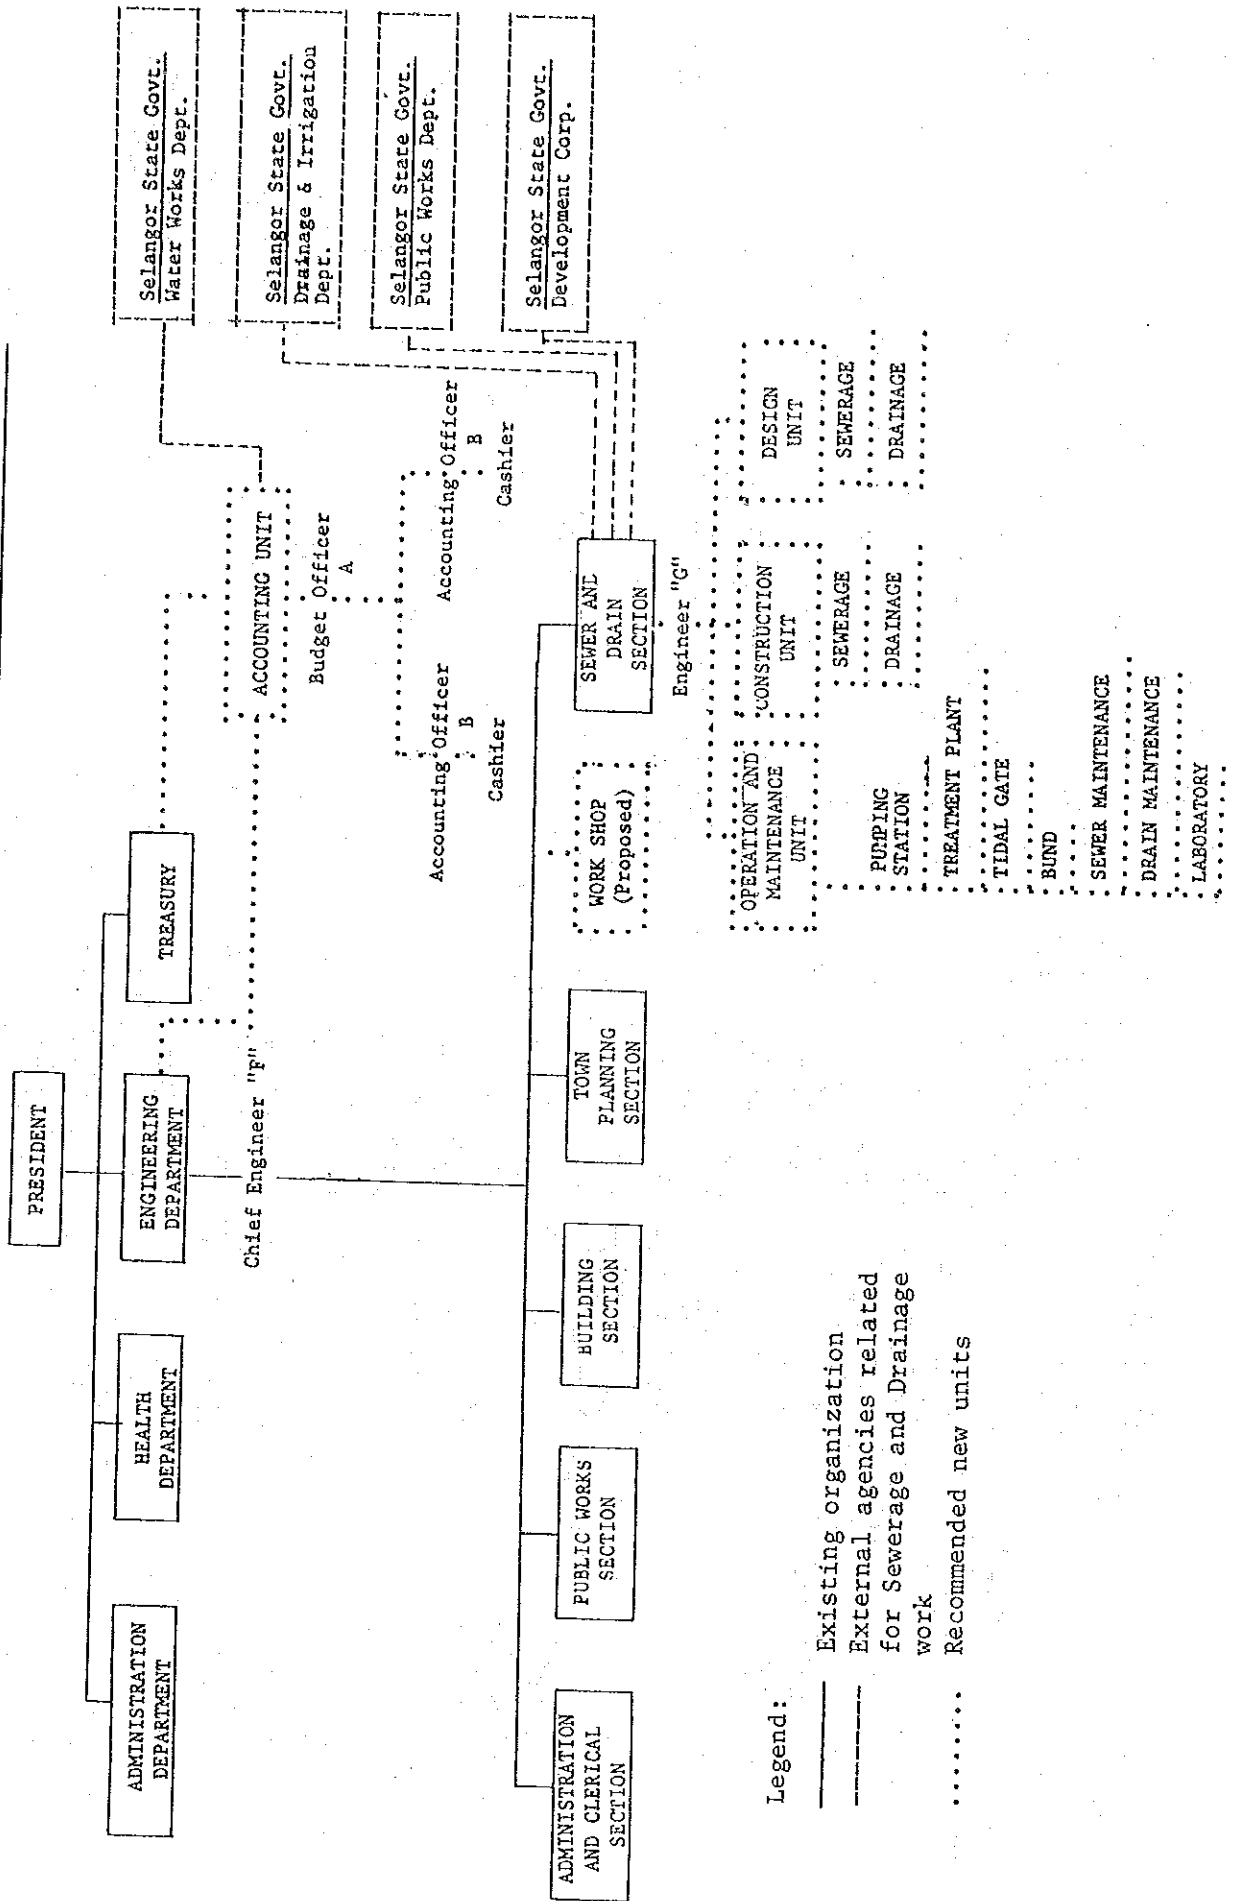 PRESIDENT
ADMINISTRATION
DEPARTMENT
HEALTH
DEPARTMENT
ENGINEERING
DEPARTMENT
TREASURY
Selangor State Govt.
Water Works Dept.
Selangor State Govt.
Drainage & Irrigation
Dept.
Selangor State Govt.
Public Works Dept.
Selangor State Govt.
Development Corp.
Chief Engineer "F"
ACCOUNTING UNIT
Budget Officer
A
Accounting Officer
B
Cashier
Accounting Officer
B
Cashier
ADMINISTRATION
AND CLERICAL
SECTION
PUBLIC WORKS
SECTION
BUILDING
SECTION
TOWN
PLANNING
SECTION
WORK SHOP
(Proposed)
SEWER AND
DRAIN
SECTION
Engineer "G"
OPERATION AND
MAINTENANCE
UNIT
CONSTRUCTION
UNIT
DESIGN
UNIT
PUMPING
STATION
TREATMENT PLANT
TIDAL GATE
BUND
SEWER MAINTENANCE
DRAIN MAINTENANCE
LABORATORY
SEWERAGE
DRAINAGE
SEWERAGE
DRAINAGE
Legend:
Existing organization
External agencies related
for Sewerage and Drainage
work
Recommended new units